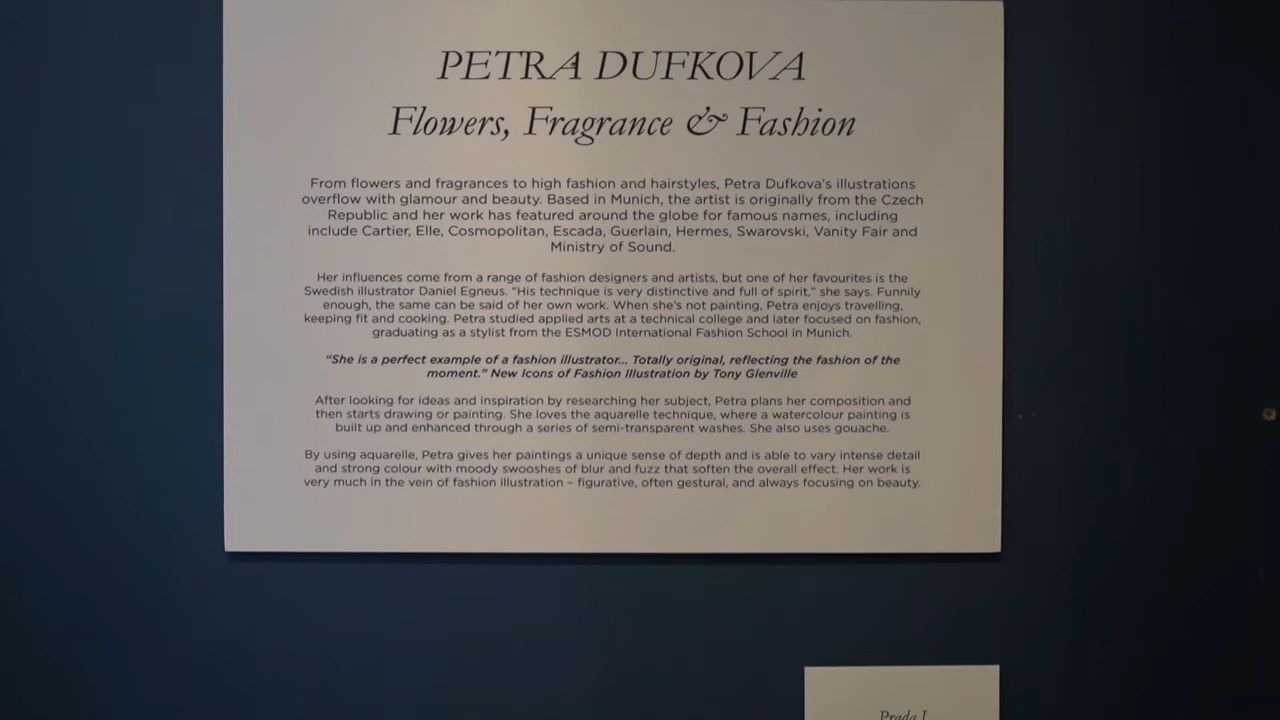 PETRA DUFKOVA
Flowers, Fragrance & Fashion
From flowers and fragrances to high fashion and hairstyles, Petra Dufkova's illustrations
overflow with glamour and beauty. Based in Munich, the artist is originally from the Czech
Republic and her work has featured around the globe for famous names, including
include Cartier, Elle, Cosmopolitan, Escada, Guerlain, Hermes, Swarovski, Vanity Fair and
Ministry of Sound.
Her influences come from a range of fashion designers and artists, but one of her favourites is the
Swedish illustrator Daniel Egneus. "His technique is very distinctive and full of spirit," she says. Funnily
enough, the same can be said of her own work. When she's not painting, Petra enjoys travelling,
keeping fit and cooking. Petra studied applied arts at a technical college and later focused on fashion,
graduating as a stylist from the ESMOD International Fashion School in Munich.
"She is a perfect example of a fashion illustrator... Totally original, reflecting the fashion of the
moment." New Icons of Fashion Illustration by Tony Glenville
After looking for ideas and inspiration by researching her subject, Petra plans her composition and
then starts drawing or painting. She loves the aquarelle technique, where a watercolour painting is
built up and enhanced through a series of semi-transparent washes. She also uses gouache.
By using aquarelle, Petra gives her paintings a unique sense of depth and is able to vary intense detail
and strong colour with moody swooshes of blur and fuzz that soften the overall effect. Her work is
very much in the vein of fashion illustration – figurative, often gestural, and always focusing on beauty.
Prada I